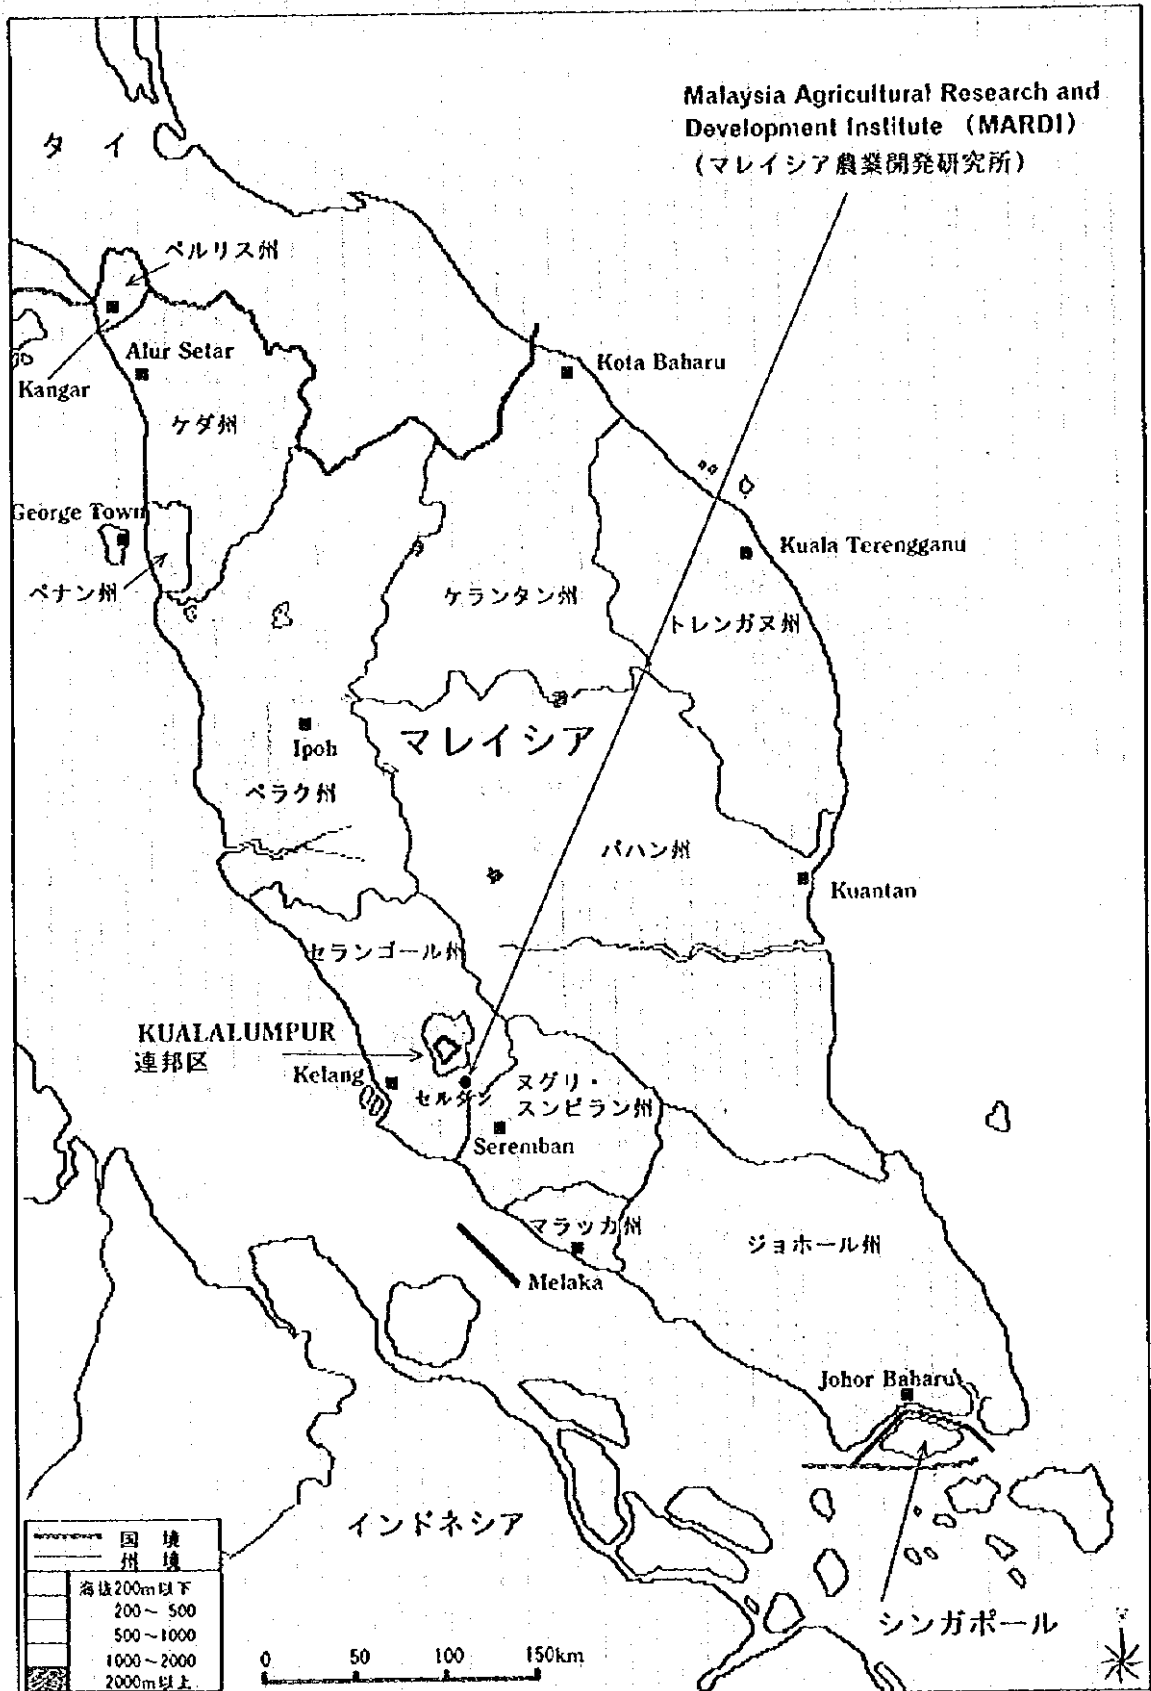 Malaysia Agricultural Research and
Development Institute (MARDI)
(マレイシア農業開発研究所)
タイ
ペルリス州
Alur Setar
Kangar
ケダ州
Kota Baharu
George Town
ペナン州
Kuala Terengganu
ケランタン州
トレンガヌ州
Ipoh
マレイシア
ペラク州
パハン州
Kuantan
セランゴール州
KUALALUMPUR
連邦区
Kelang
セルダン
ヌグリ・
スンビラン州
Seremban
マラッカ州
Melaka
ジョホール州
Johor Baharu
インドネシア
シンガポール
国境
州境
海抜200m以下
200~500
500~1000
1000~2000
2000m以上
0 50 100 150km